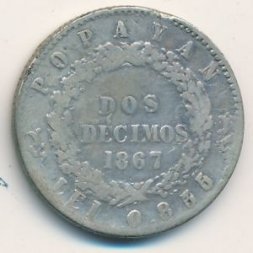 POPAYAN
DOS
DECIMOS
1867
LEI 0.835